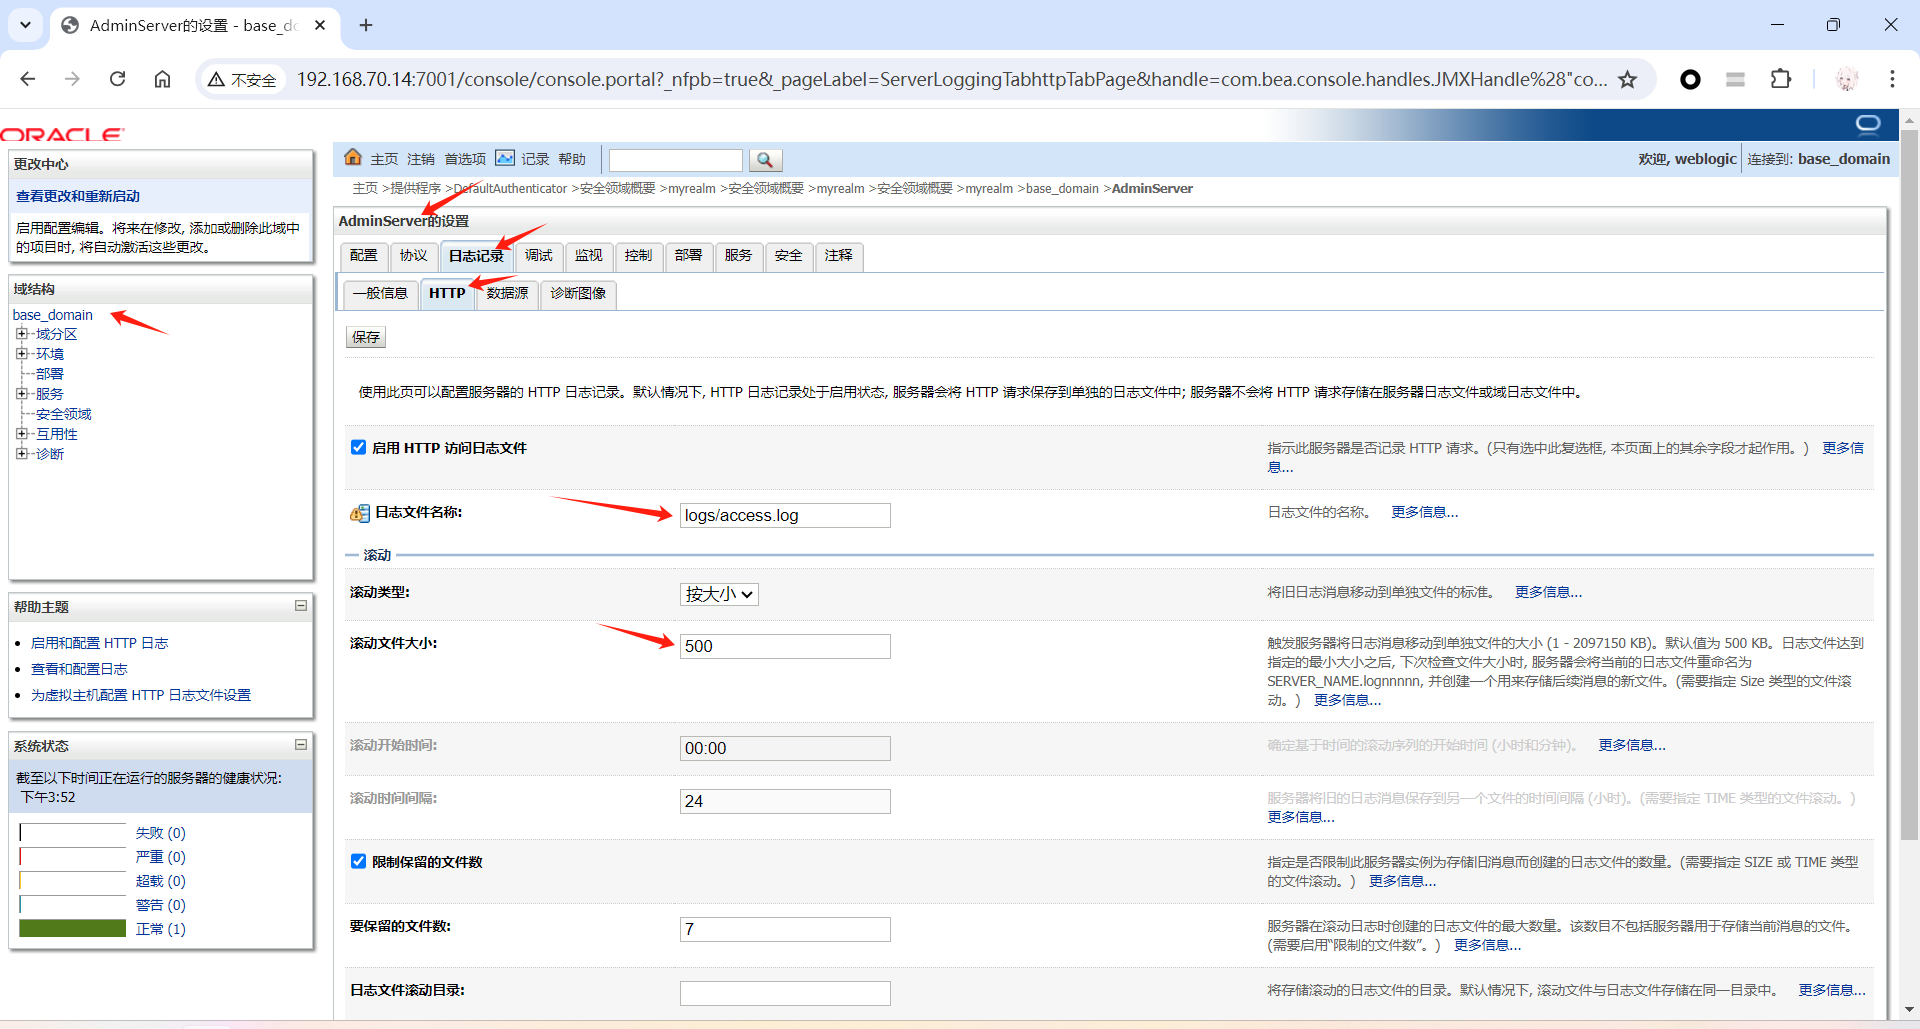 AdminServer的设置 - base_do
不安全
192.168.70.14:7001/console/console.portal?_nfpb=true&_pageLabel=ServerLoggingTabhttpTabPage&handle=com.bea.console.handles.JMXHandle%28"co...
ORACLE
更改中心
查看更改和重新启动
启用配置编辑。将来在修改, 添加或删除此域中
的项目时, 将自动激活这些更改。
域结构
base_domain
域分区
环境
部署
服务
安全领域
互用性
诊断
帮助主题
启用和配置 HTTP 日志
查看和配置日志
为虚拟主机配置 HTTP 日志文件设置
系统状态
截至以下时间正在运行的服务器的健康状况:
下午3:52
失败 (0)
严重 (0)
超载 (0)
警告 (0)
正常 (1)
主页 注销 首选项 记录 帮助
欢迎, weblogic 连接到: base_domain
主页 >提供程序 >DefaultAuthenticator >安全领域概要 >myrealm >安全领域概要 >myrealm >安全领域概要 >myrealm >base_domain >AdminServer
AdminServer的设置
配置 协议 日志记录 调试 监视 控制 部署 服务 安全 注释
一般信息 HTTP 数据源 诊断图像
保存
使用此页可以配置服务器的 HTTP 日志记录。默认情况下, HTTP 日志记录处于启用状态, 服务器会将 HTTP 请求保存到单独的日志文件中; 服务器不会将 HTTP 请求存储在服务器日志文件或域日志文件中。
启用 HTTP 访问日志文件
指示此服务器是否记录 HTTP 请求。(只有选中此复选框, 本页面上的其余字段才起作用。) 更多信
息...
日志文件名称:
logs/access.log
日志文件的名称。 更多信息...
滚动
滚动类型:
按大小
将旧日志消息移动到单独文件的标准。 更多信息...
滚动文件大小:
500
触发服务器将日志消息移动到单独文件的大小 (1 - 2097150 KB)。默认值为 500 KB。日志文件达到
指定的最小大小之后, 下次检查文件大小时, 服务器会将当前的日志文件重命名为
SERVER_NAME.lognnnnn, 并创建一个用来存储后续消息的新文件。(需要指定 Size 类型的文件滚
动。) 更多信息...
滚动开始时间:
00:00
确定基于时间的滚动序列的开始时间 (小时和分钟)。 更多信息...
滚动时间间隔:
24
服务器将旧的日志消息保存到另一个文件的时间间隔 (小时)。(需要指定 TIME 类型的文件滚动。)
更多信息...
限制保留的文件数
指定是否限制此服务器实例为存储旧消息而创建的日志文件的数量。(需要指定 SIZE 或 TIME 类型
的文件滚动。) 更多信息...
要保留的文件数:
7
服务器在滚动日志时创建的日志文件的最大数量。该数目不包括服务器用于存储当前消息的文件。
(需要启用“限制的文件数”。) 更多信息...
日志文件滚动目录:
将存储滚动的日志文件的目录。默认情况下, 滚动文件与日志文件存储在同一目录中。 更多信息...